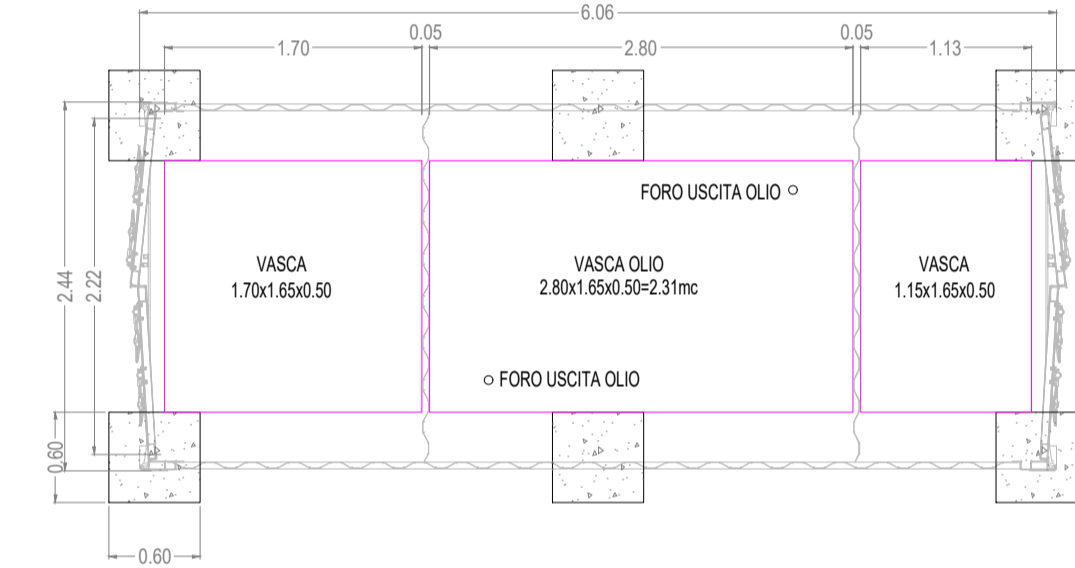 6.06
0.05
0.05
1.70
2.80
1.13
FORO USCITA OLIO
VASCA
1.70x1.65x0.50
VASCA OLIO
2.80x1.65x0.50=2.31mc
VASCA
1.15x1.65x0.50
2.44
2.22
FORO USCITA OLIO
0.60
0.60